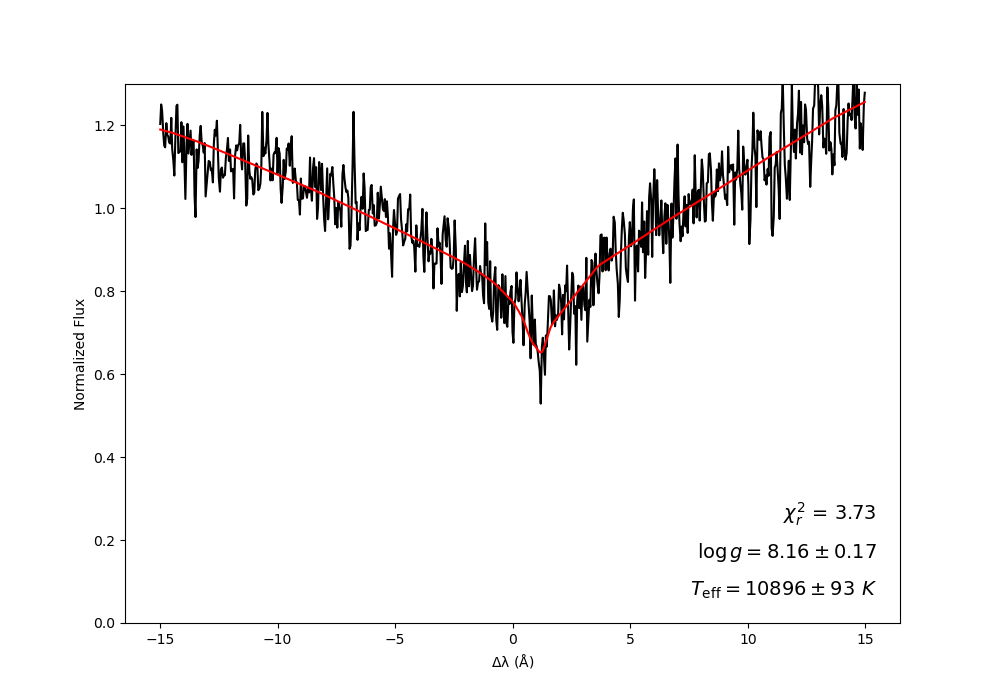 1.2
1.0
0.8
0.6
0.4
0.2
0.0
Normalized Flux
χ²ᵣ = 3.73
log g = 8.16 ± 0.17
T_eff = 10896 ± 93 K
−15 −10 −5 0 5 10 15
Δλ (Å)